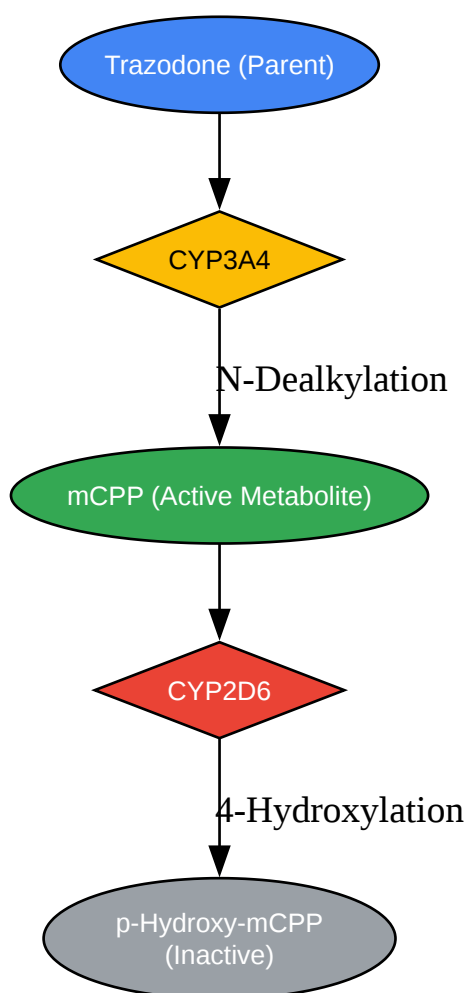 Trazodone (Parent)
CYP3A4
N-Dealkylation
mCPP (Active Metabolite)
CYP2D6
4-Hydroxylation
p-Hydroxy-mCPP
(Inactive)